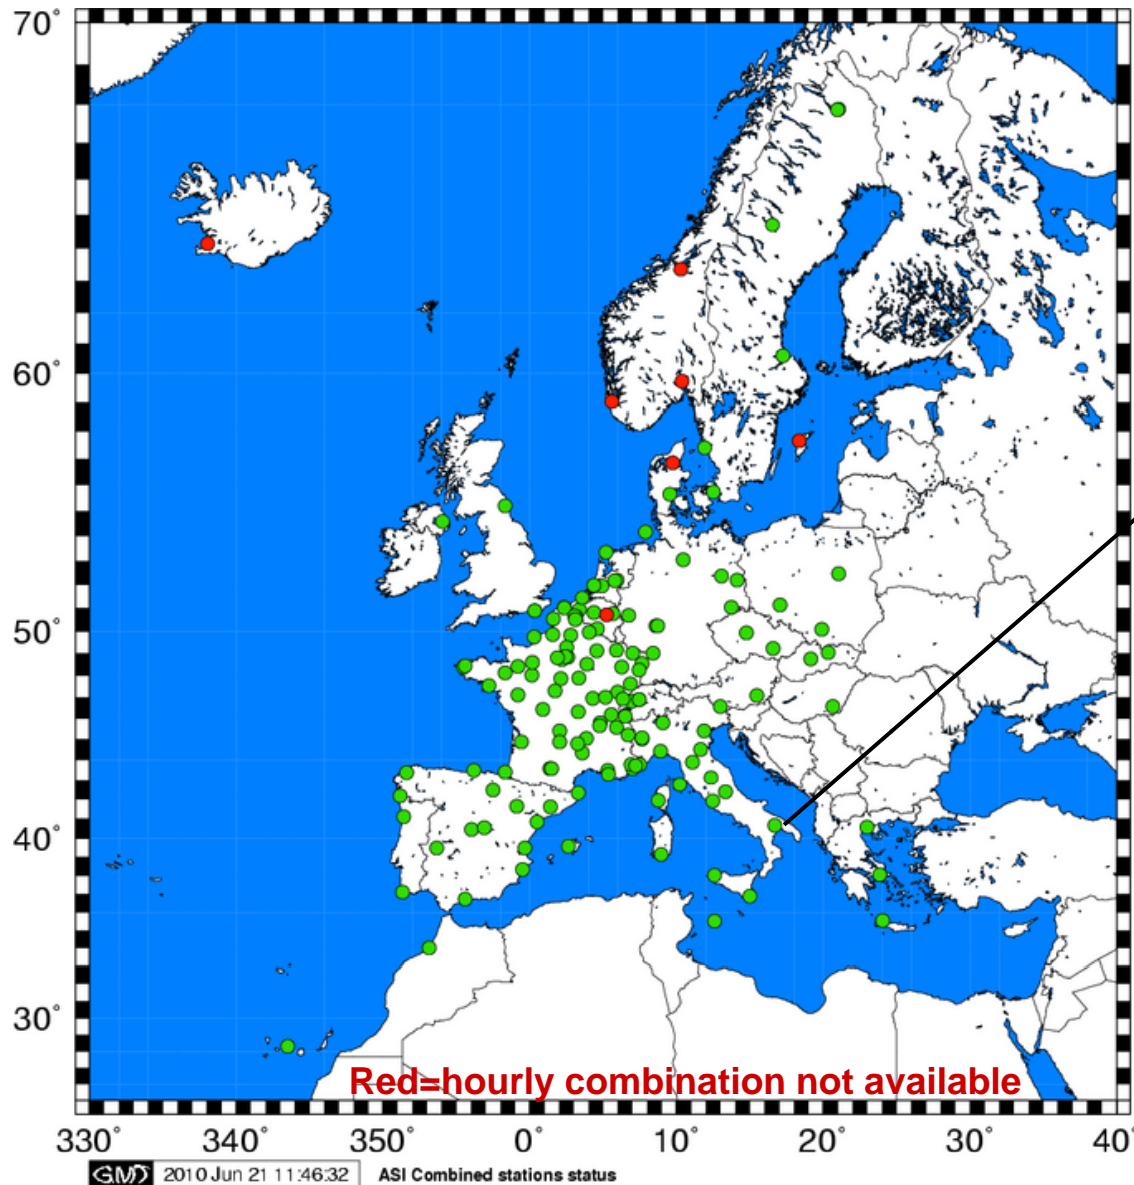 70°
60°
50°
40°
30°
Red=hourly combination not available
330° 340° 350° 0° 10° 20° 30° 40°
GMT 2010 Jun 21 11:46:32 ASI Combined stations status